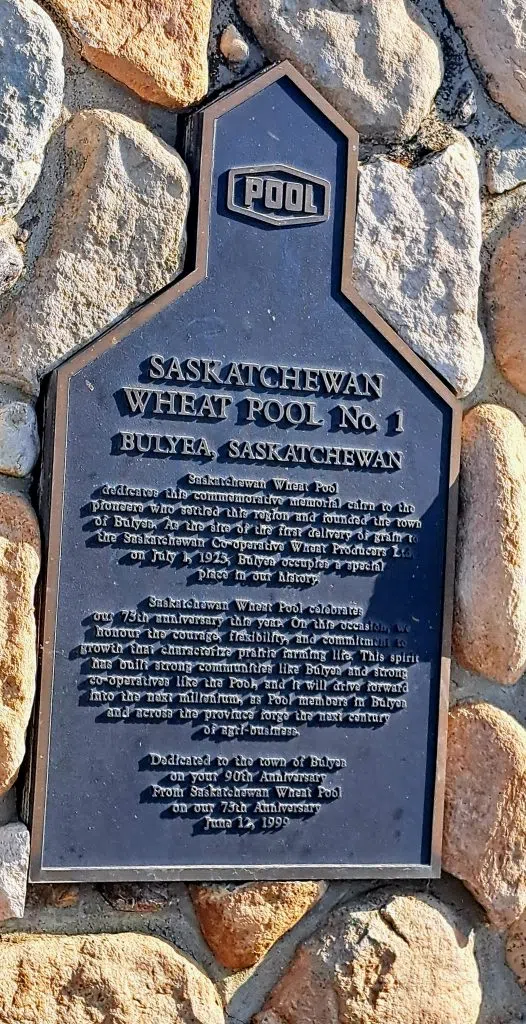 POOL
SASKATCHEWAN
WHEAT POOL No. 1
BULYEA, SASKATCHEWAN
Saskatchewan Wheat Pool
dedicates this commemorative memorial cairn to the
pioneers who settled this region and founded the town
of Bulyea. As the site of the first delivery of grain to
the Saskatchewan Co-operative Wheat Producers Ltd.
on July 1, 1925, Bulyea occupies a special
place in our history.
Saskatchewan Wheat Pool celebrates
our 75th anniversary this year. On this occasion, we
honour the courage, flexibility, and commitment to
growth that characterize prairie farming life. This spirit
has built strong communities like Bulyea and strong
co-operatives like the Pool, and it will drive forward
into the next millenium, as Pool members in Bulyea
and across the province forge the next century
of agri-business.
Dedicated to the town of Bulyea
on your 90th Anniversary
From Saskatchewan Wheat Pool
on our 75th Anniversary
June 12, 1999